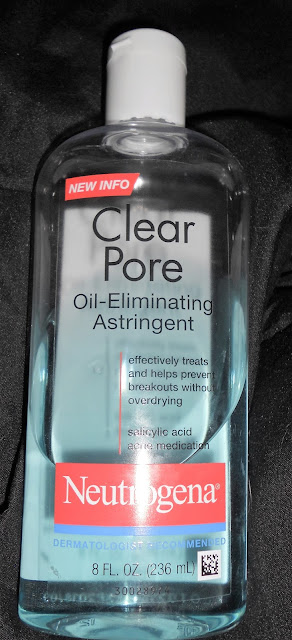 NEW INFO
Clear
Pore
Oil-Eliminating
Astringent
effectively treats
and helps prevent
breakouts without
overdrying
salicylic acid
acne medication
Neutrogena®
DERMATOLOGIST RECOMMENDED
8 FL. OZ. (236 mL)